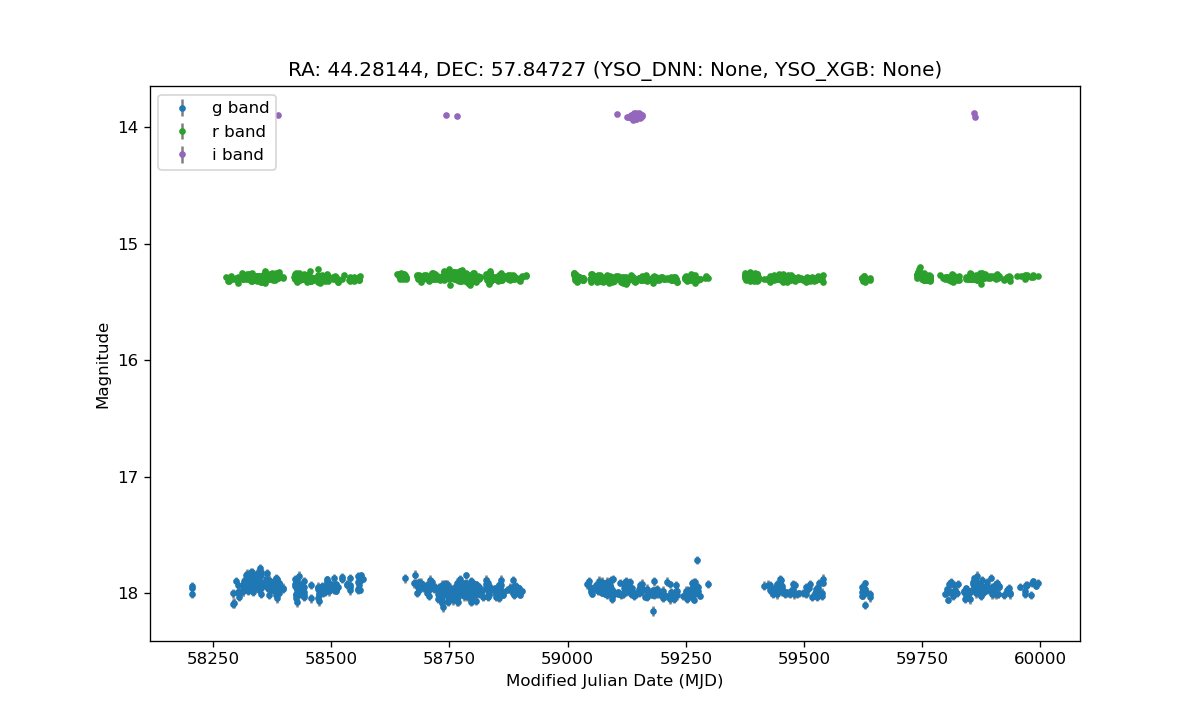 RA: 44.28144, DEC: 57.84727 (YSO_DNN: None, YSO_XGB: None)
g band
r band
i band
14
15
16
17
18
Magnitude
58250 58500 58750 59000 59250 59500 59750 60000
Modified Julian Date (MJD)